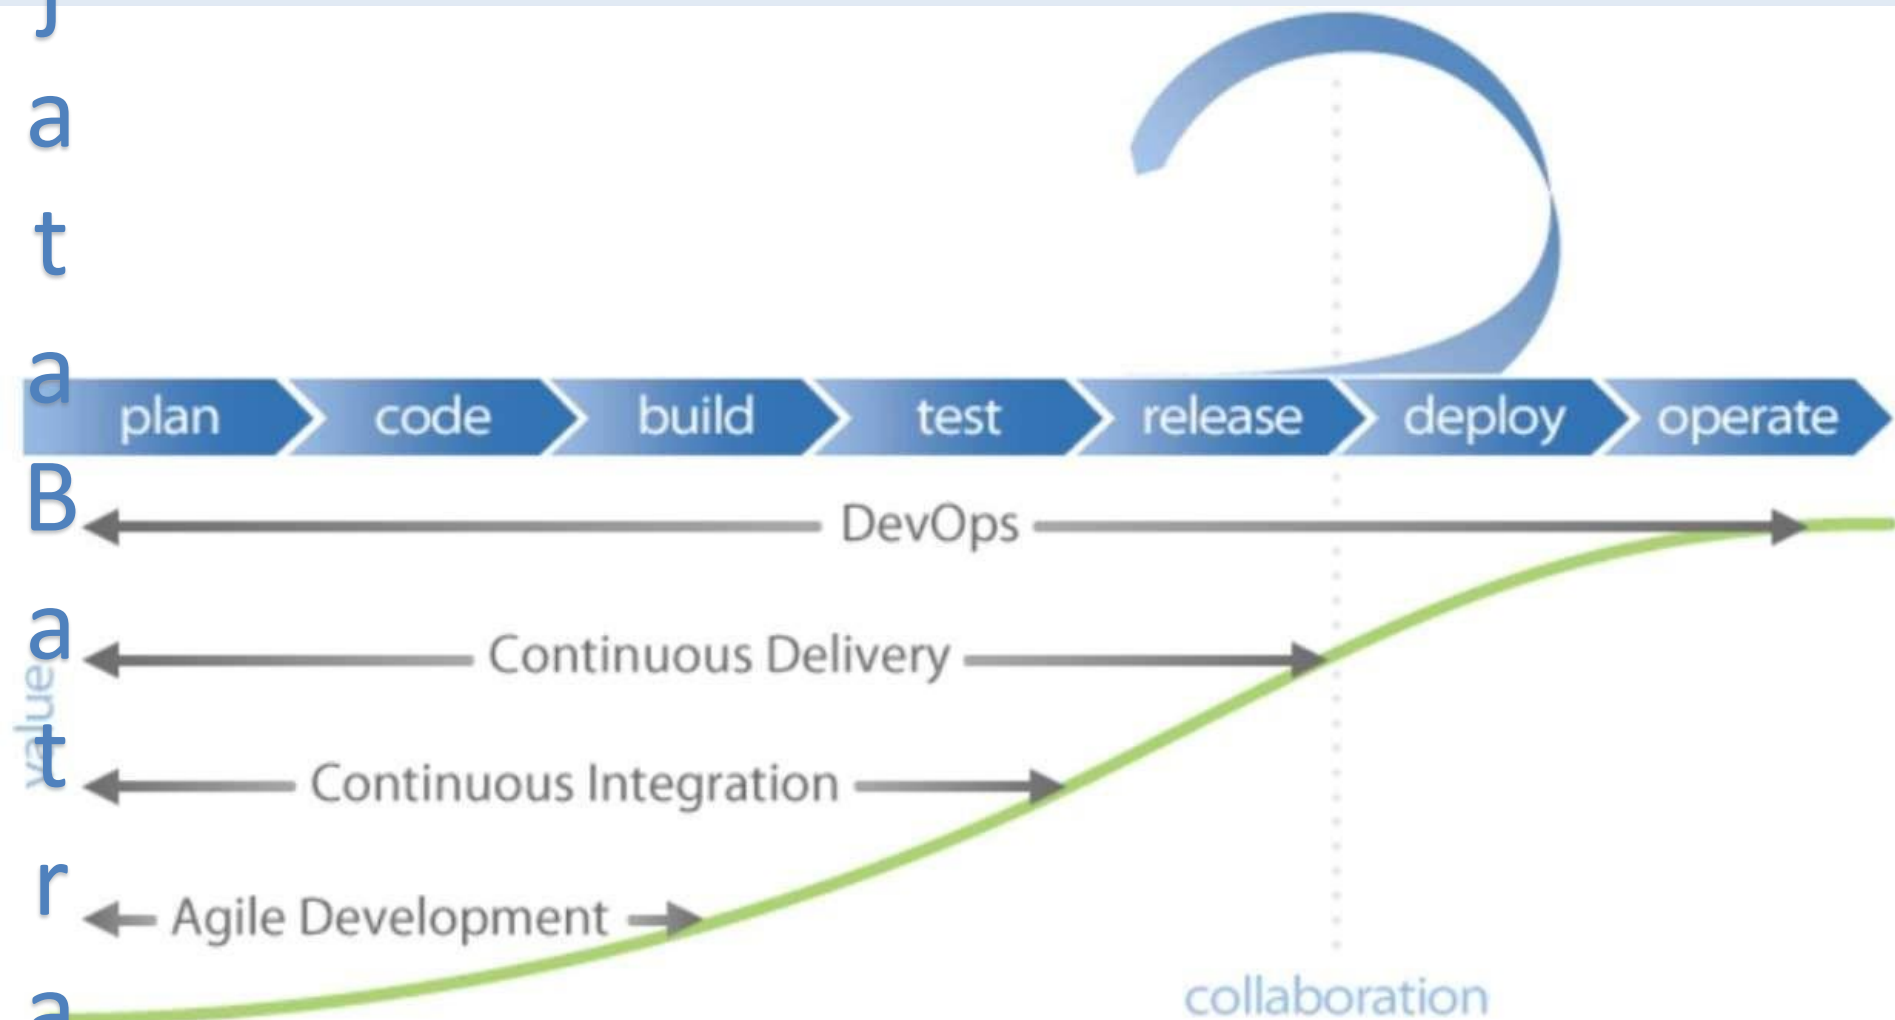 j
a
t
a
B
a
t
r
a
plan code build test release deploy operate
DevOps
Continuous Delivery
value
Continuous Integration
Agile Development
collaboration